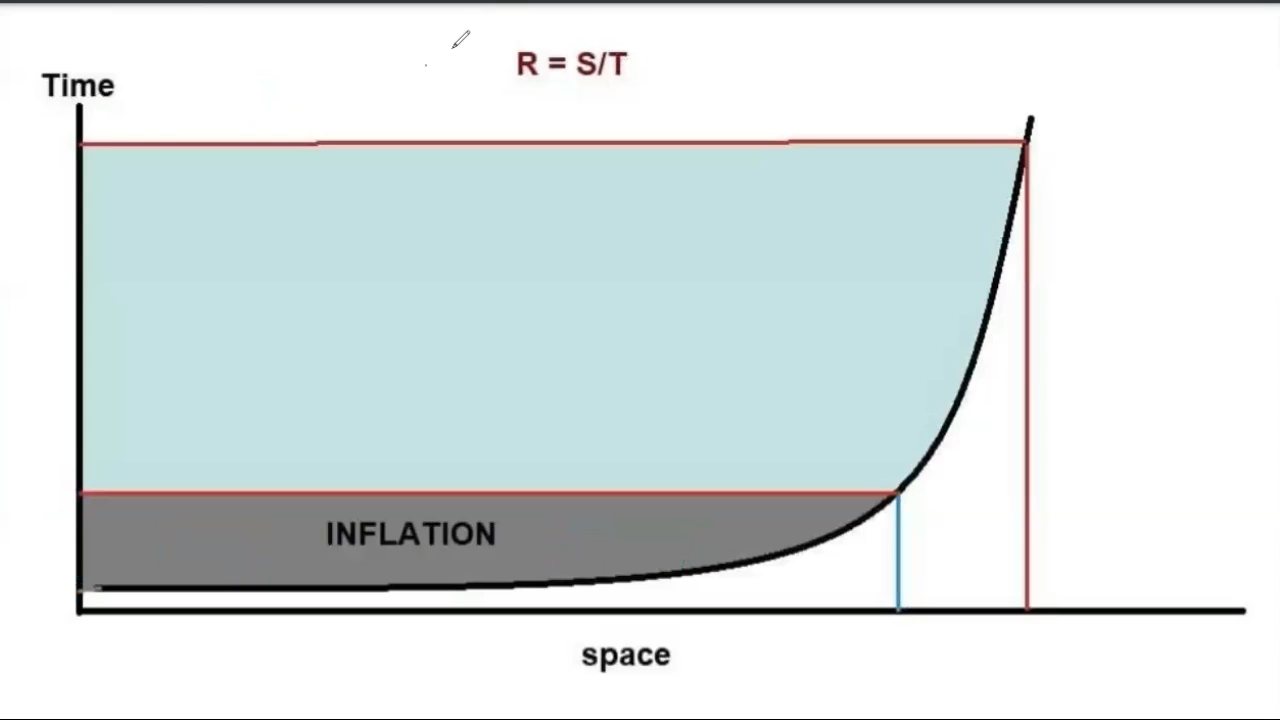 R = S/T
Time
INFLATION
space